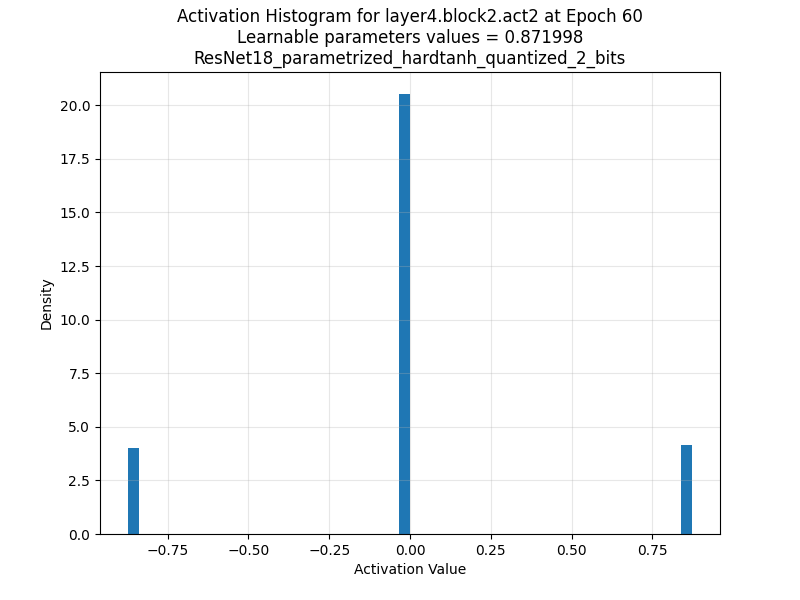 Activation Histogram for layer4.block2.act2 at Epoch 60
Learnable parameters values = 0.871998
ResNet18_parametrized_hardtanh_quantized_2_bits
20.0
17.5
15.0
12.5
10.0
7.5
5.0
2.5
0.0
Density
−0.75 −0.50 −0.25 0.00 0.25 0.50 0.75
Activation Value